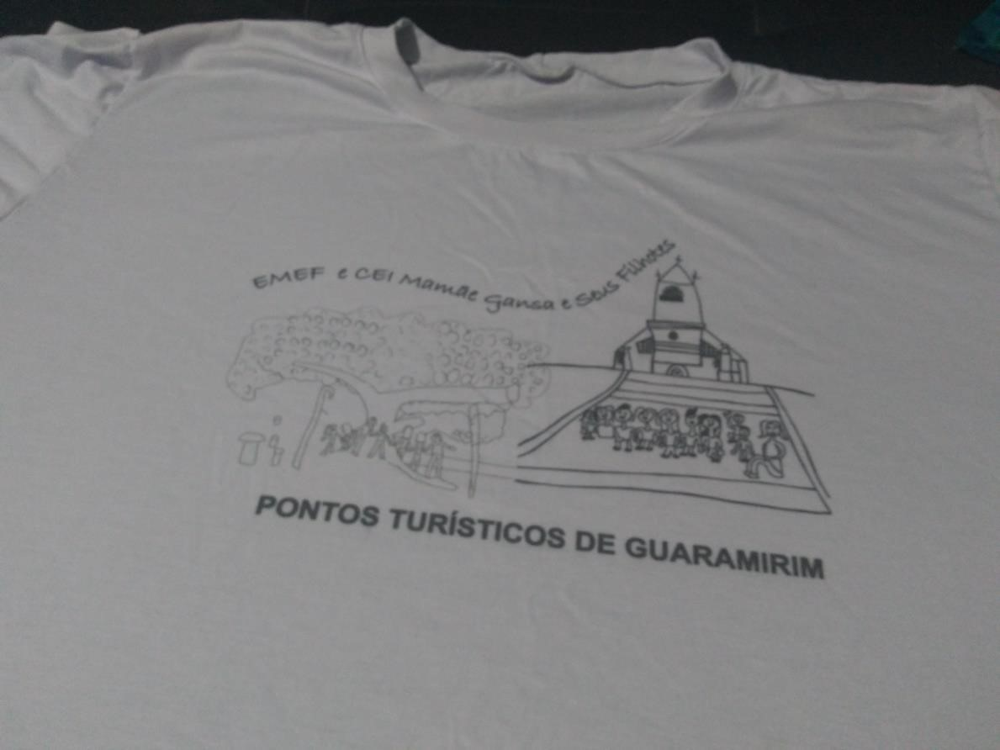 EMEF e CEI Mamãe Gansa e Seus Filhotes
PONTOS TURÍSTICOS DE GUARAMIRIM